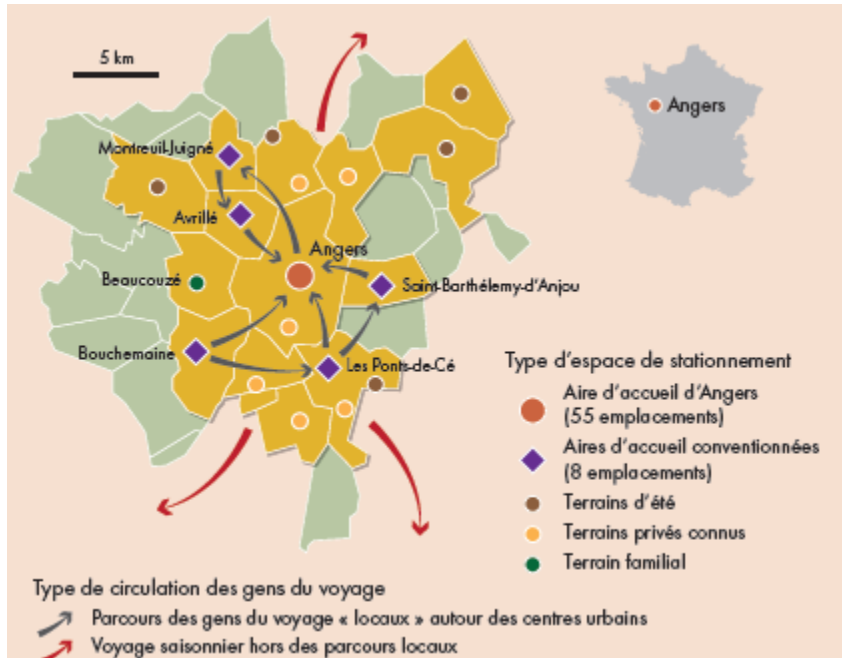 5 km
Angers
Montreuil-Juigné
Avrillé
Angers
Beaucouzé
Saint-Barthélemy-d'Anjou
Bouchemaine
Les Ponts-de-Cé
Type d'espace de stationnement
Aire d'accueil d'Angers
(55 emplacements)
Aires d'accueil conventionnées
(8 emplacements)
Terrains d'été
Terrains privés connus
Terrain familial
Type de circulation des gens du voyage
Parcours des gens du voyage « locaux » autour des centres urbains
Voyage saisonnier hors des parcours locaux